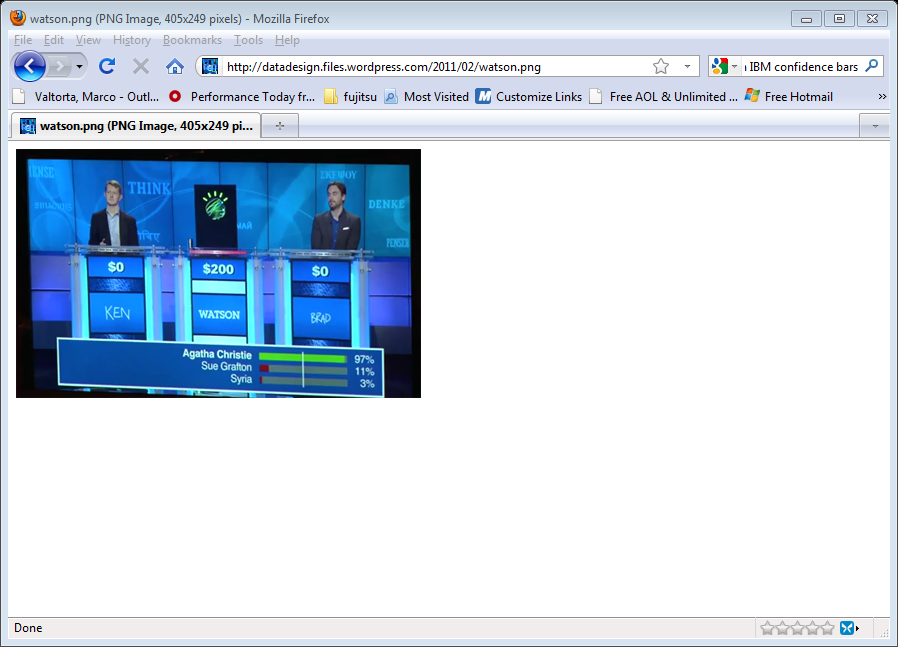 watson.png (PNG Image, 405x249 pixels) - Mozilla Firefox
File Edit View History Bookmarks Tools Help
http://datadesign.files.wordpress.com/2011/02/watson.png
IBM confidence bars
Valtorta, Marco - Outl... Performance Today fr... fujitsu Most Visited Customize Links Free AOL & Unlimited ... Free Hotmail »
watson.png (PNG Image, 405x249 pi...
ΣΚΕΨΟΥ
THINK
DENKE
PENSER
МАЙ
$0 $200 $0
KEN WATSON BRAD
Agatha Christie 97%
Sue Grafton 11%
Syria 3%
Done